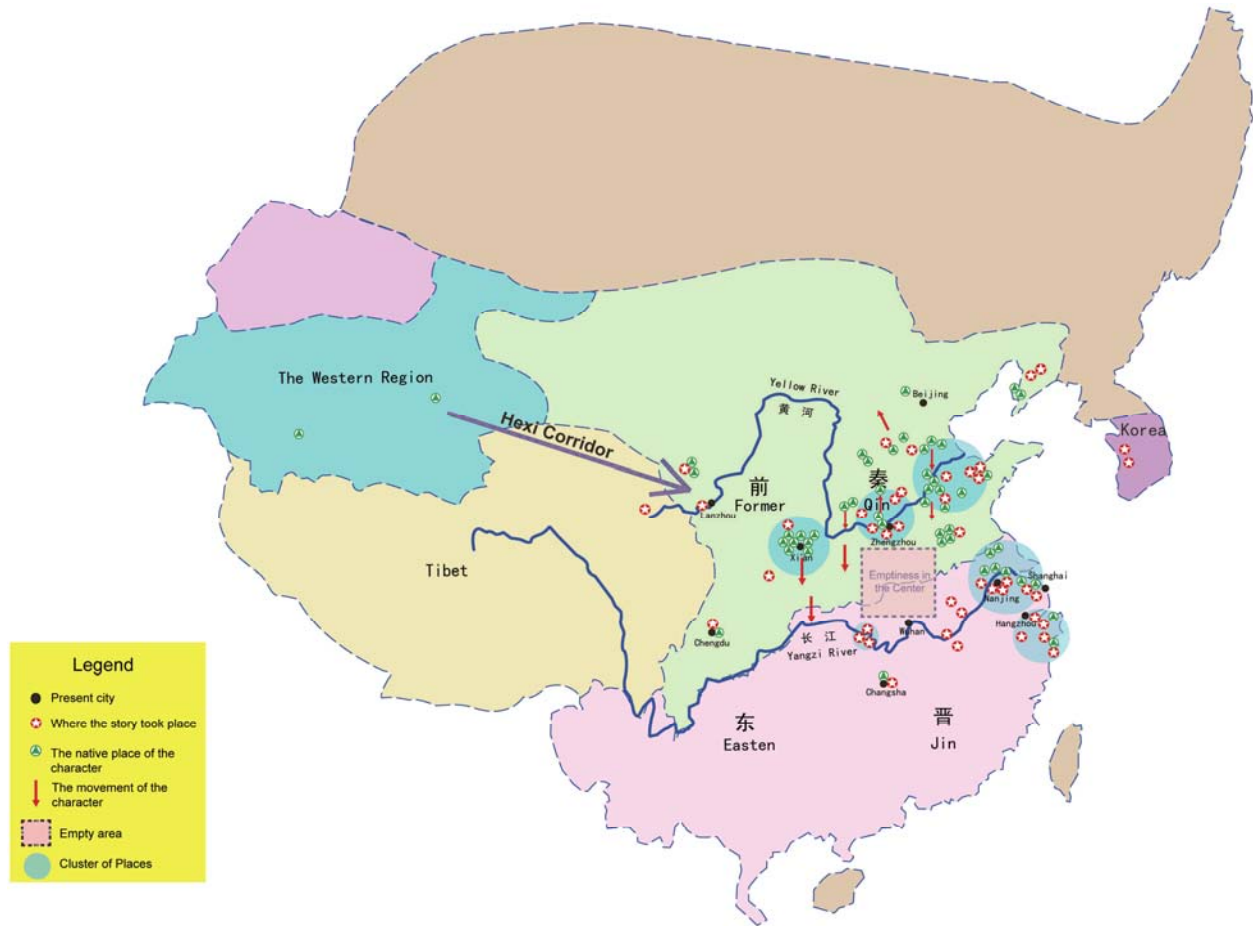 The Western Region
Hexi Corridor
Yellow River
黄 河
Beijing
Korea
前
Former
秦
Qin
Lanzhou
Zhengzhou
Xian
Tibet
Emptiness in
the Center
Shanghai
Nanjing
Hangzhou
Chengdu
长 江
Yangzi River
Wuhan
Changsha
东
Easten
晋
Jin
Legend
Present city
Where the story took place
The native place of the
character
The movement of the
character
Empty area
Cluster of Places